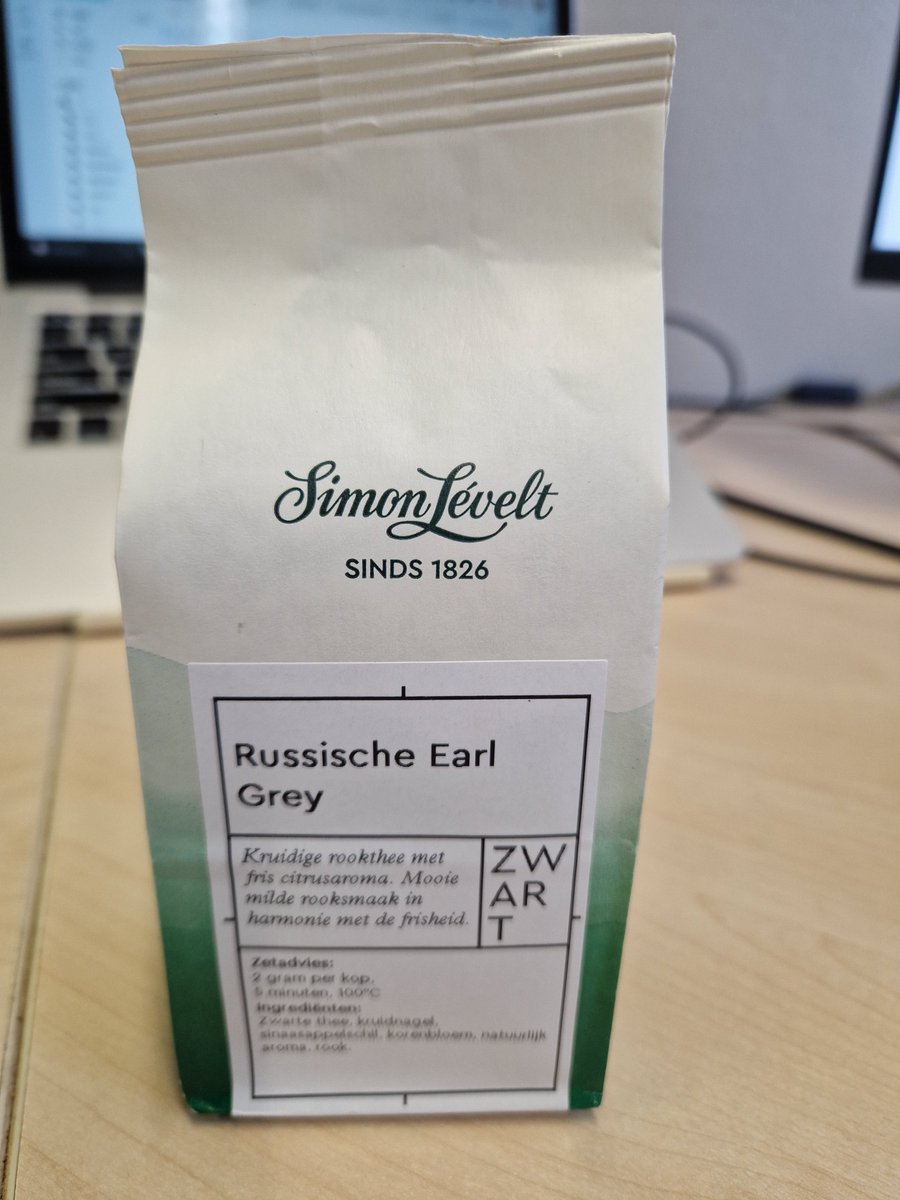 Simon Lévelt
SINDS 1826
Russische Earl
Grey
Kruidige rookthee met
fris citrusaroma. Mooie
milde rooksmaak in
harmonie met de frisheid.
ZW
AR
T
Zetadvies:
2 gram per kop,
5 minuten, 100°C
Ingrediënten:
Zwarte thee, kruidnagel,
sinaasappelschil, korenbloem, natuurlijk
aroma, rook.